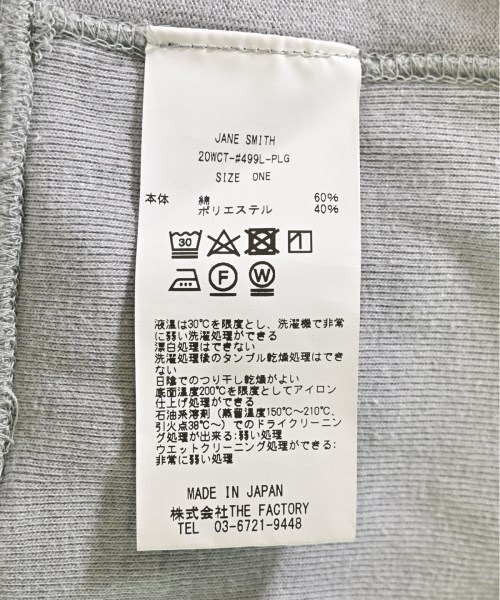 JANE SMITH
20WCT-#499L-PLG
SIZE ONE
本体 綿 60%
ポリエステル 40%
30
F W
液温は30℃を限度とし、洗濯機で非常
に弱い洗濯処理ができる
漂白処理はできない
洗濯処理後のタンブル乾燥処理はでき
ない
日陰でのつり干し乾燥がよい
底面温度200℃を限度としてアイロン
仕上げ処理ができる
石油系溶剤（蒸留温度150℃〜210℃、
引火点38℃〜）でのドライクリーニン
グ処理が出来る:弱い処理
ウエットクリーニング処理ができる:
非常に弱い処理
MADE IN JAPAN
株式会社THE FACTORY
TEL 03-6721-9448